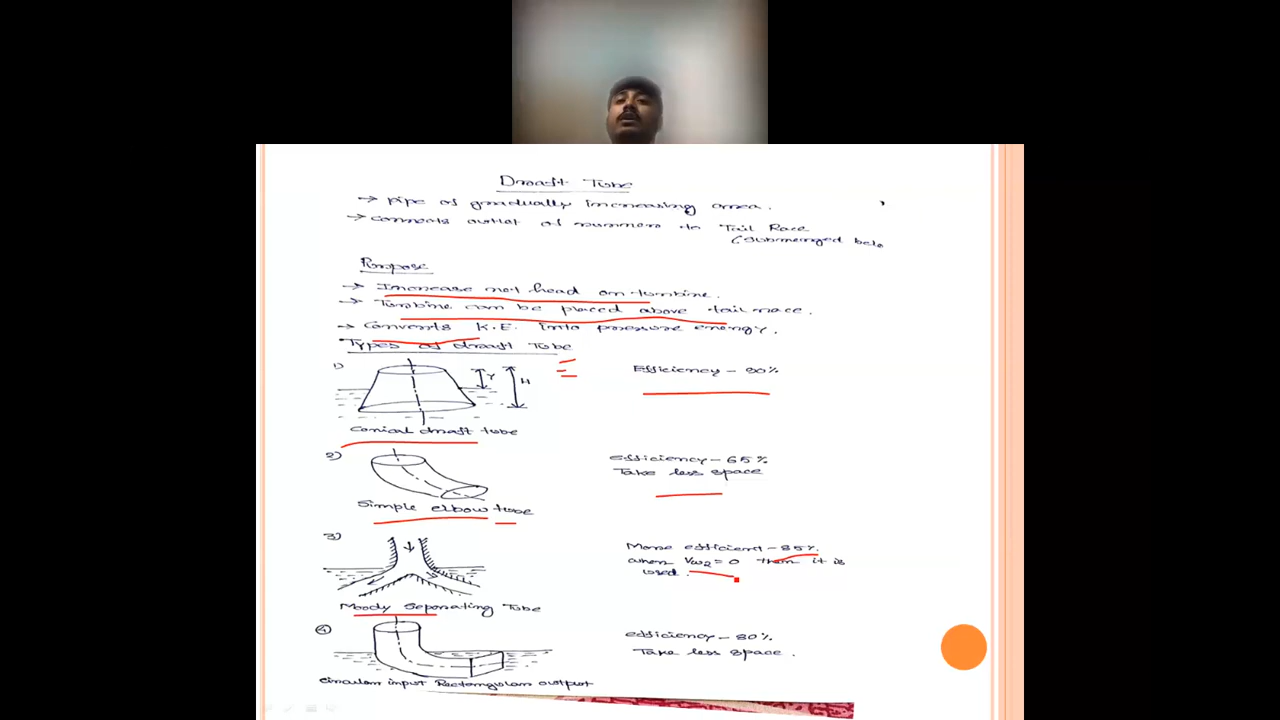 Draft Tube
→ pipe of gradually increasing area.
→ connects outlet of runner to Tail Race
(submerged belo
Purpose
→ Increase net head on turbine.
→ Turbine can be placed above tail race.
→ Converts K.E. into pressure energy.
Types of draft Tube
1)
Y
H
Efficiency - 90%
Conical draft tube
2)
efficiency - 65%
Take less space
Simple elbow tube
3)
More efficient - 85%
when Vw2 = 0 then it is
used.
Moody Separating Tube
4)
efficiency - 80%
Take less space.
Circular input Rectangular output